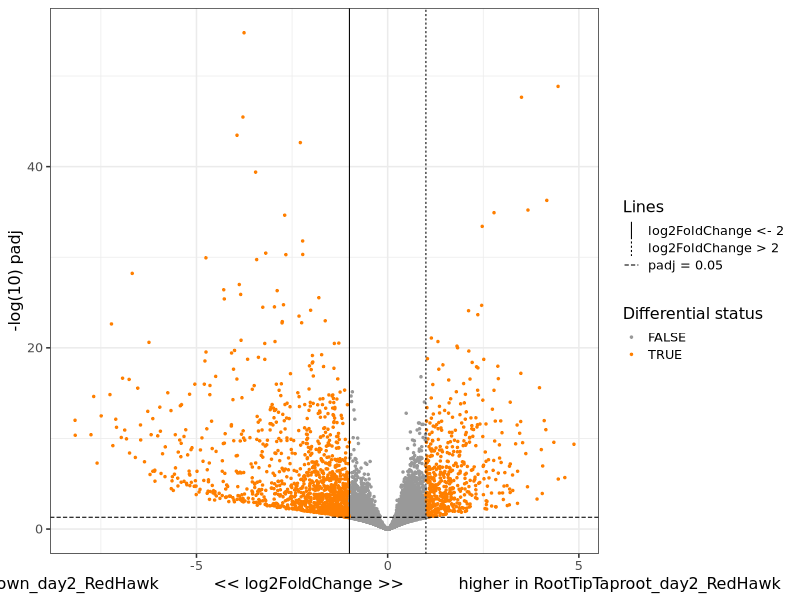 40
20
0
-log(10) padj
-5
0
5
own_day2_RedHawk << log2FoldChange >> higher in RootTipTaproot_day2_RedHawk
Lines
log2FoldChange <- 2
log2FoldChange > 2
padj = 0.05
Differential status
FALSE
TRUE